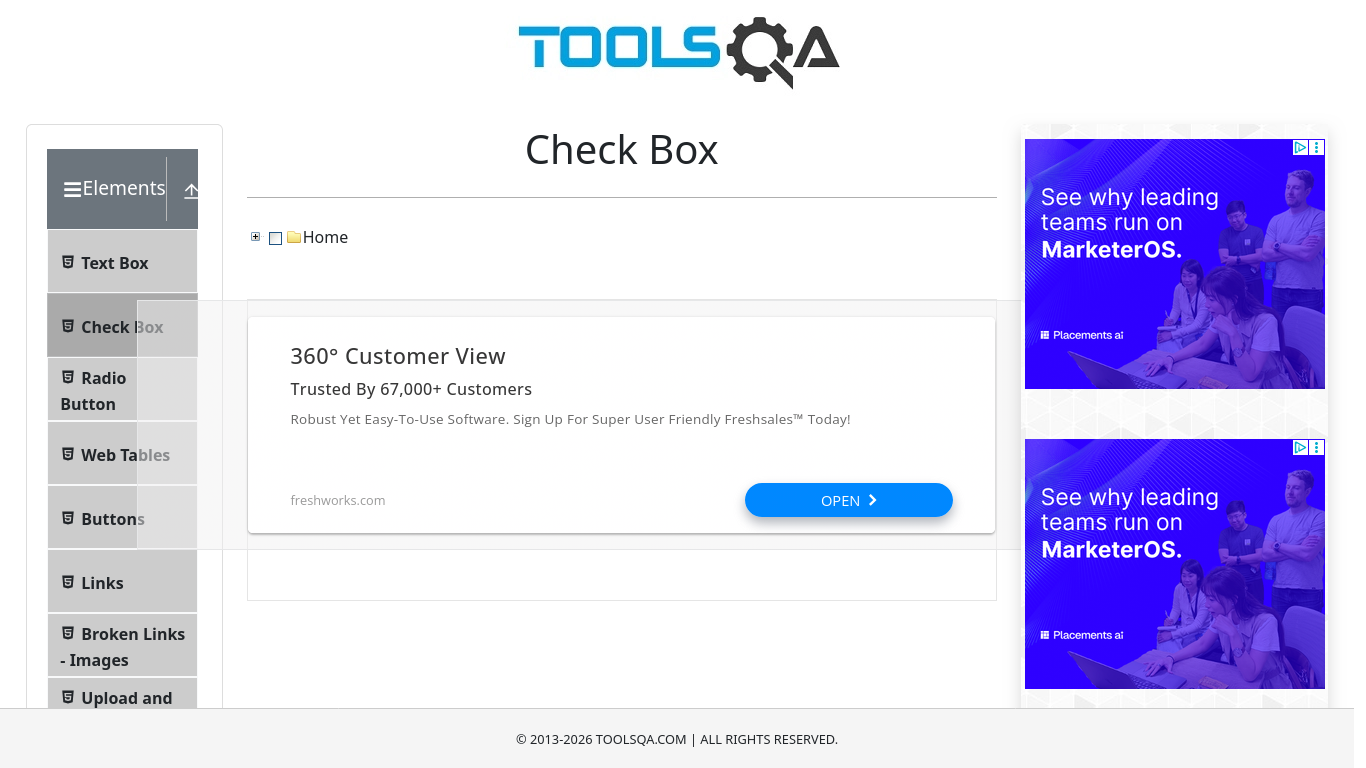 TOOLSQA
Elements
Text Box
Check Box
Radio
Button
Web Tables
Buttons
Links
Broken Links
- Images
Upload and
Check Box
Home
360° Customer View
Trusted By 67,000+ Customers
Robust Yet Easy-To-Use Software. Sign Up For Super User Friendly Freshsales™ Today!
freshworks.com
OPEN
See why leading
teams run on
MarketerOS.
Placements ai
See why leading
teams run on
MarketerOS.
Placements ai
© 2013-2026 TOOLSQA.COM | ALL RIGHTS RESERVED.